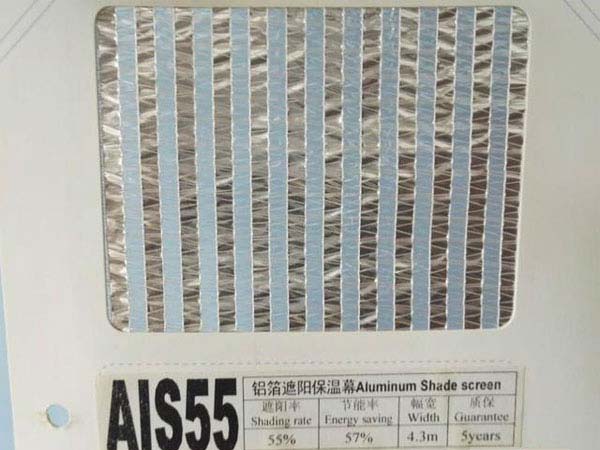 AIS55
铝箔遮阳保温幕Aluminum Shade screen
遮阳率 节能率 幅宽 质保
Shading rate Energy saving Width Guarantee
55% 57% 4.3m 5years